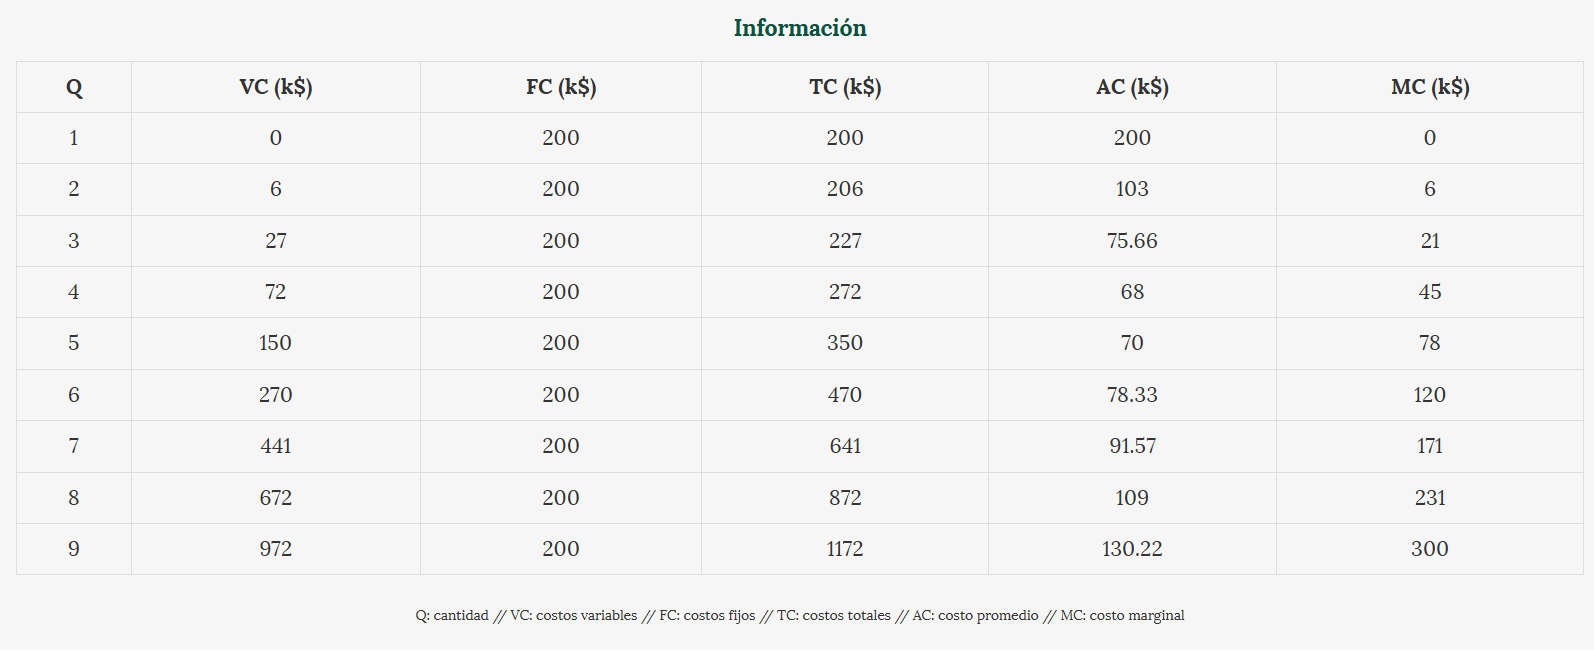 Información
Q VC (k$) FC (k$) TC (k$) AC (k$) MC (k$)
1 0 200 200 200 0
2 6 200 206 103 6
3 27 200 227 75.66 21
4 72 200 272 68 45
5 150 200 350 70 78
6 270 200 470 78.33 120
7 441 200 641 91.57 171
8 672 200 872 109 231
9 972 200 1172 130.22 300
Q: cantidad // VC: costos variables // FC: costos fijos // TC: costos totales // AC: costo promedio // MC: costo marginal